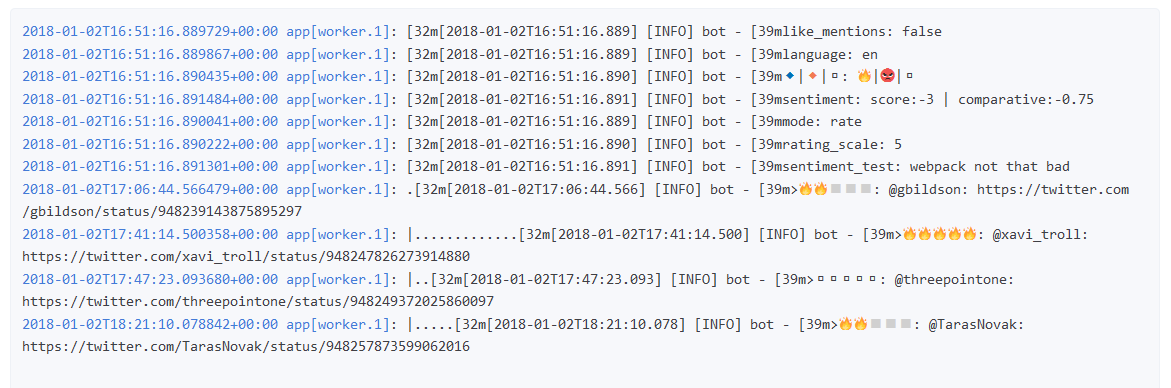 2018-01-02T16:51:16.889729+00:00 app[worker.1]: [32m[2018-01-02T16:51:16.889] [INFO] bot - [39mlike_mentions: false
2018-01-02T16:51:16.889867+00:00 app[worker.1]: [32m[2018-01-02T16:51:16.889] [INFO] bot - [39mlanguage: en
2018-01-02T16:51:16.890435+00:00 app[worker.1]: [32m[2018-01-02T16:51:16.890] [INFO] bot - [39m🔹|🔸|▫: 🔥|😡|▫
2018-01-02T16:51:16.891484+00:00 app[worker.1]: [32m[2018-01-02T16:51:16.891] [INFO] bot - [39msentiment: score:-3 | comparative:-0.75
2018-01-02T16:51:16.890041+00:00 app[worker.1]: [32m[2018-01-02T16:51:16.889] [INFO] bot - [39mmode: rate
2018-01-02T16:51:16.890222+00:00 app[worker.1]: [32m[2018-01-02T16:51:16.890] [INFO] bot - [39mrating_scale: 5
2018-01-02T16:51:16.891301+00:00 app[worker.1]: [32m[2018-01-02T16:51:16.891] [INFO] bot - [39msentiment_test: webpack not that bad
2018-01-02T17:06:44.566479+00:00 app[worker.1]: .[32m[2018-01-02T17:06:44.566] [INFO] bot - [39m>🔥🔥◽◽◽: @gbildson: https://twitter.com
/gbildson/status/948239143875895297
2018-01-02T17:41:14.500358+00:00 app[worker.1]: |.............[32m[2018-01-02T17:41:14.500] [INFO] bot - [39m>🔥🔥🔥🔥🔥: @xavi_troll:
https://twitter.com/xavi_troll/status/948247826273914880
2018-01-02T17:47:23.093680+00:00 app[worker.1]: |..[32m[2018-01-02T17:47:23.093] [INFO] bot - [39m>▫▫▫▫▫: @threepointone:
https://twitter.com/threepointone/status/948249372025860097
2018-01-02T18:21:10.078842+00:00 app[worker.1]: |.....[32m[2018-01-02T18:21:10.078] [INFO] bot - [39m>🔥🔥◽◽◽: @TarasNovak:
https://twitter.com/TarasNovak/status/948257873599062016